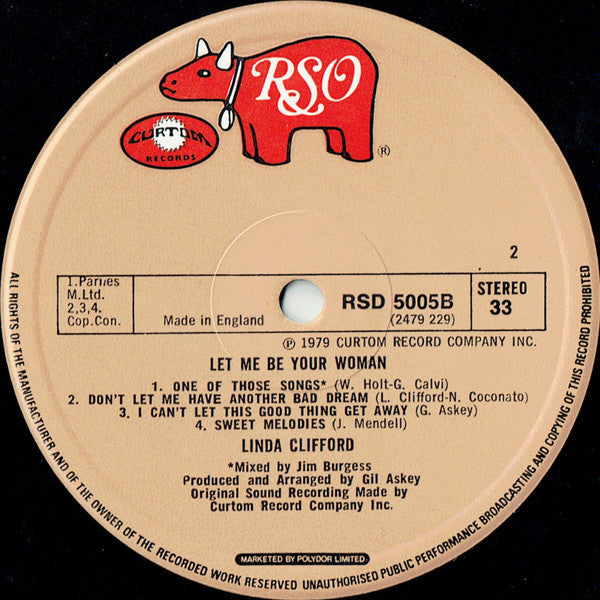 RSO
®
CURTOM
RECORDS
2
1.Parnes
M.Ltd.
2,3,4.
Cop.Con.
Made in England
RSD 5005B
(2479 229)
STEREO
33
℗ 1979 CURTOM RECORD COMPANY INC.
LET ME BE YOUR WOMAN
1. ONE OF THOSE SONGS* (W. Holt-G. Calvi)
2. DON'T LET ME HAVE ANOTHER BAD DREAM (L. Clifford-N. Coconato)
3. I CAN'T LET THIS GOOD THING GET AWAY (G. Askey)
4. SWEET MELODIES (J. Mendell)
LINDA CLIFFORD
*Mixed by Jim Burgess
Produced and Arranged by Gil Askey
Original Sound Recording Made by
Curtom Record Company Inc.
MARKETED BY POLYDOR LIMITED
ALL RIGHTS OF THE MANUFACTURER AND OF THE OWNER OF THE RECORDED WORK RESERVED UNAUTHORISED PUBLIC PERFORMANCE BROADCASTING AND COPYING OF THIS RECORD PROHIBITED